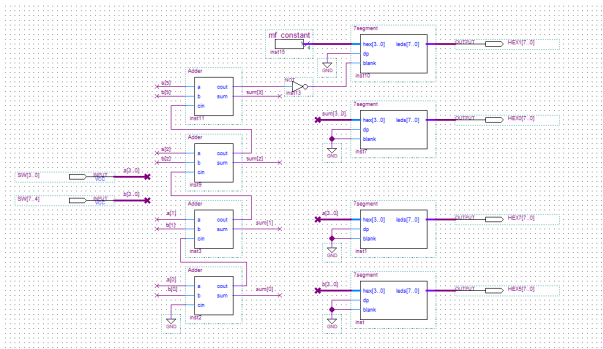 mf_constant
inst15
7segment
hex[3..0] leds[7..0]
dp
blank
inst10
GND
OUTPUT HEX1[7..0]
Adder
a[3]
b[3]
a cout
b sum
cin
sum[3]
inst11
NOT
inst13
7segment
sum[3..0]
hex[3..0] leds[7..0]
dp
blank
inst7
GND
OUTPUT HEX0[7..0]
Adder
a[2]
b[2]
a cout
b sum
cin
sum[2]
inst9
SW[3..0] INPUT VCC a[3..0]
SW[7..4] INPUT VCC b[3..0]
Adder
a[1]
b[1]
a cout
b sum
cin
sum[1]
inst3
7segment
a[3..0]
hex[3..0] leds[7..0]
dp
blank
inst1
GND
OUTPUT HEX7[7..0]
Adder
a[0]
b[0]
a cout
b sum
cin
sum[0]
inst2
GND
7segment
b[3..0]
hex[3..0] leds[7..0]
dp
blank
inst
GND
OUTPUT